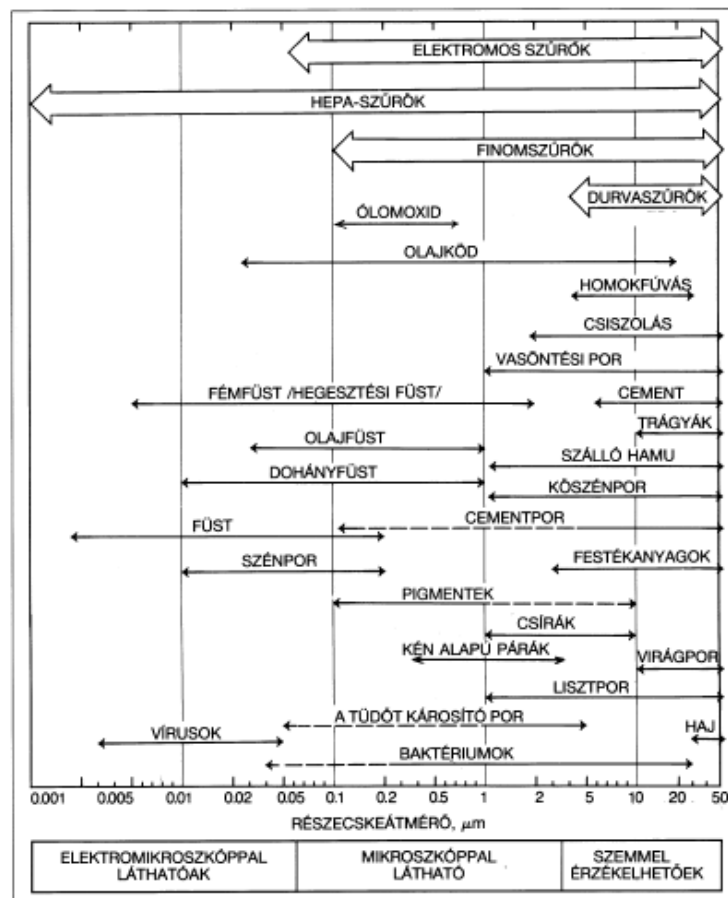 ELEKTROMOS SZŰRŐK
HEPA-SZŰRŐK
FINOMSZŰRŐK
DURVASZŰRŐK
ÓLOMOXID
OLAJKÖD
HOMOKFÚVÁS
CSISZOLÁS
VASÖNTÉSI POR
FÉMFÜST /HEGESZTÉSI FÜST/
CEMENT
TRÁGYÁK
OLAJFÜST
SZÁLLÓ HAMU
DOHÁNYFÜST
KŐSZÉNPOR
CEMENTPOR
FÜST
SZÉNPOR
FESTÉKANYAGOK
PIGMENTEK
CSÍRÁK
KÉN ALAPÚ PÁRÁK
VIRÁGPOR
LISZTPOR
A TÜDŐT KÁROSÍTÓ POR
HAJ
VÍRUSOK
BAKTÉRIUMOK
0.001 0.005 0.01 0.02 0.05 0.1 0.2 0.5 1 2 5 10 20 50
RÉSZECSKEÁTMÉRŐ, μm
ELEKTROMIKROSZKÓPPAL MIKROSZKÓPPAL SZEMMEL
LÁTHATÓAK LÁTHATÓ ÉRZÉKELHETŐEK